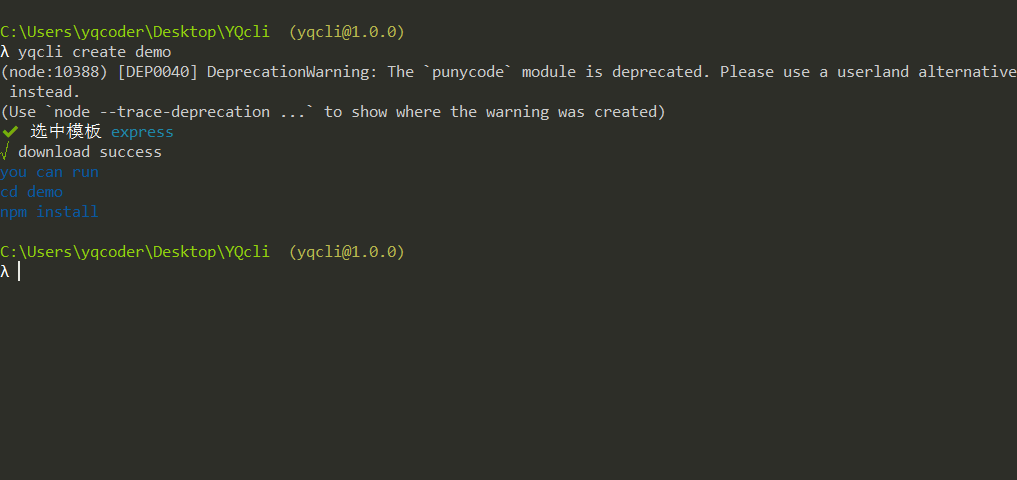 C:\Users\yqcoder\Desktop\YQcli (yqcli@1.0.0)
λ yqcli create demo
(node:10388) [DEP0040] DeprecationWarning: The `punycode` module is deprecated. Please use a userland alternative
instead.
(Use `node --trace-deprecation ...` to show where the warning was created)
✔ 选中模板 express
√ download success
you can run
cd demo
npm install
C:\Users\yqcoder\Desktop\YQcli (yqcli@1.0.0)
λ